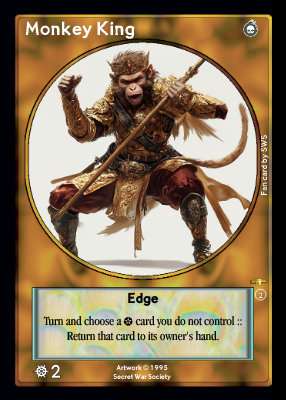 Monkey King
Fan card by SWS
2
Edge
Turn and choose a card you do not control ::
Return that card to its owner's hand.
2
Artwork © 1995
Secret War Society